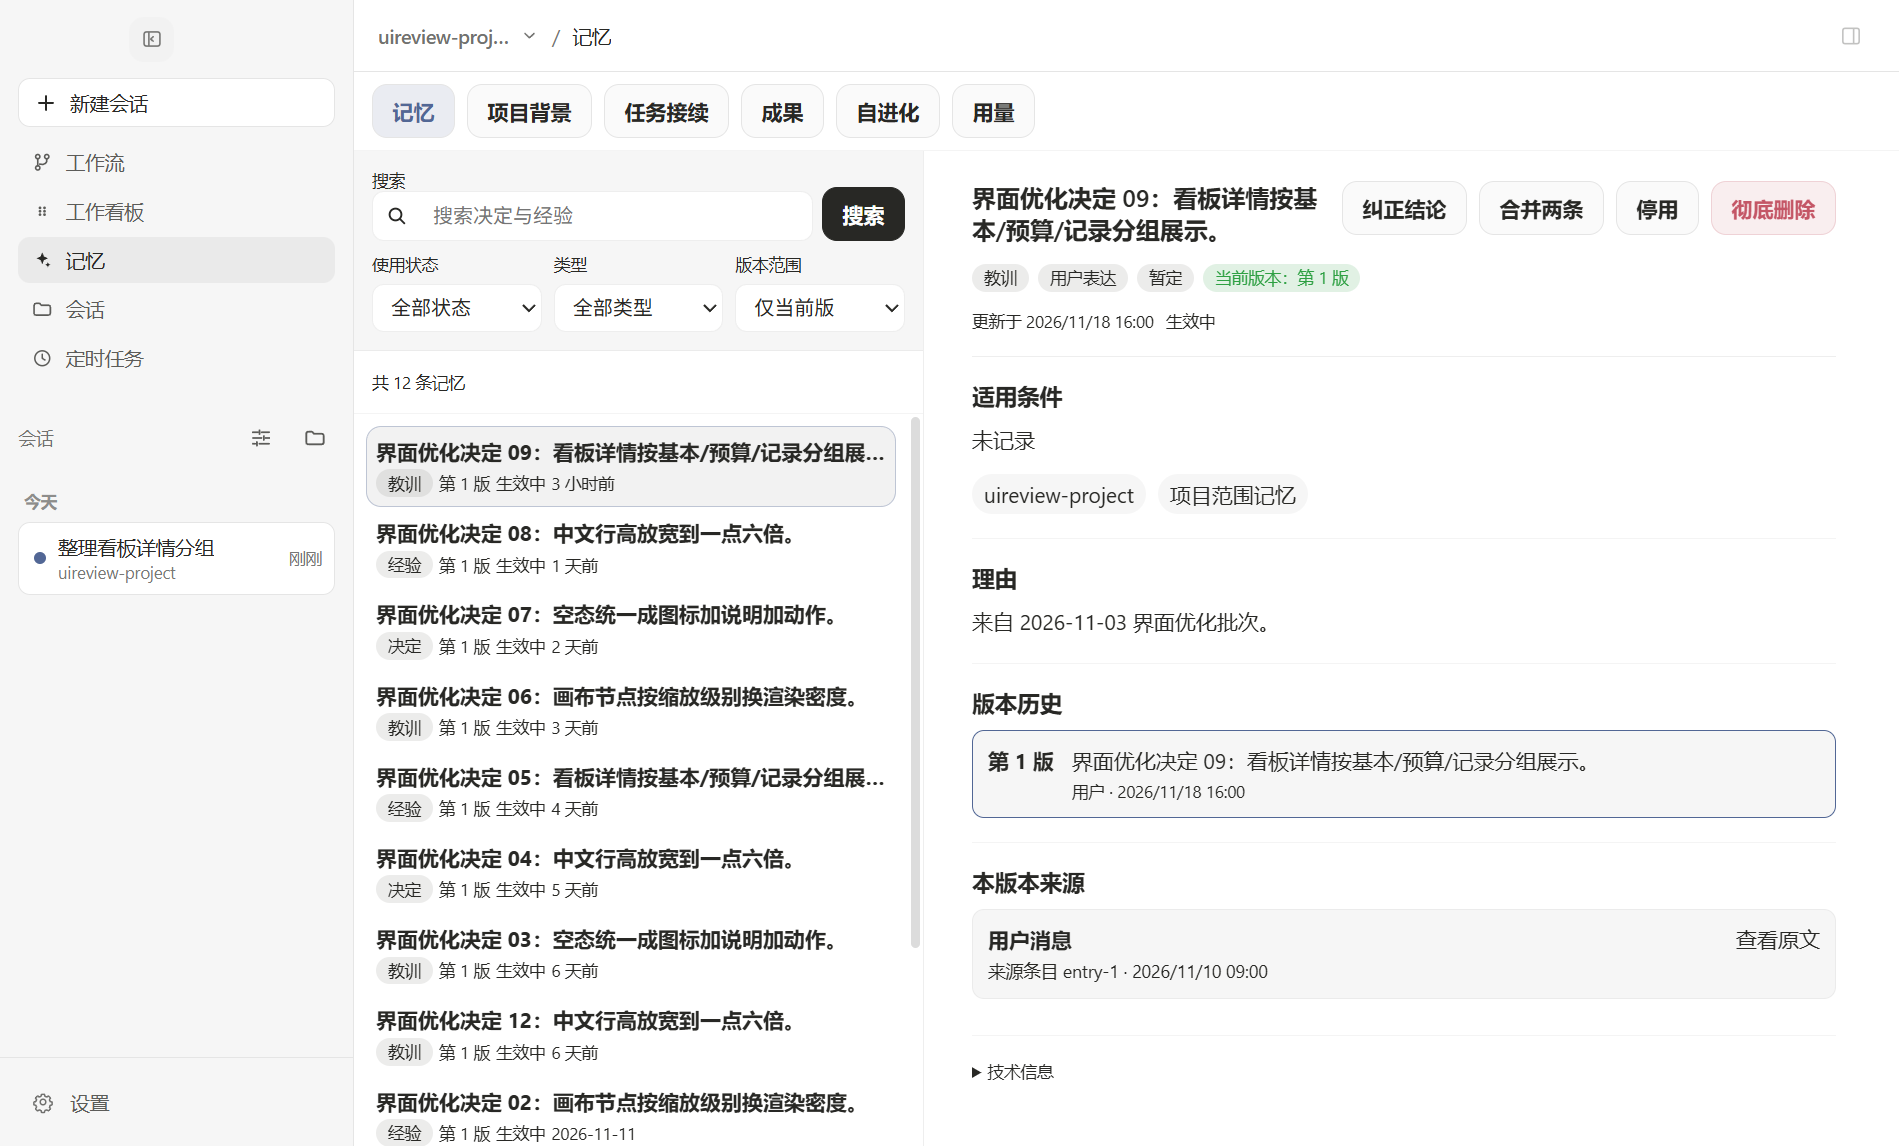 新建会话
工作流
工作看板
记忆
会话
定时任务
会话
今天
整理看板详情分组
uireview-project
刚刚
设置
uireview-proj... / 记忆
记忆
项目背景
任务接续
成果
自进化
用量
搜索
搜索决定与经验
搜索
使用状态
类型
版本范围
全部状态
全部类型
仅当前版
共 12 条记忆
界面优化决定 09：看板详情按基本/预算/记录分组展...
教训 第 1 版 生效中 3 小时前
界面优化决定 08：中文行高放宽到一点六倍。
经验 第 1 版 生效中 1 天前
界面优化决定 07：空态统一成图标加说明加动作。
决定 第 1 版 生效中 2 天前
界面优化决定 06：画布节点按缩放级别换渲染密度。
教训 第 1 版 生效中 3 天前
界面优化决定 05：看板详情按基本/预算/记录分组展...
经验 第 1 版 生效中 4 天前
界面优化决定 04：中文行高放宽到一点六倍。
决定 第 1 版 生效中 5 天前
界面优化决定 03：空态统一成图标加说明加动作。
教训 第 1 版 生效中 6 天前
界面优化决定 12：中文行高放宽到一点六倍。
教训 第 1 版 生效中 6 天前
界面优化决定 02：画布节点按缩放级别换渲染密度。
经验 第 1 版 生效中 2026-11-11
界面优化决定 09：看板详情按基
本/预算/记录分组展示。
纠正结论
合并两条
停用
彻底删除
教训
用户表达
暂定
当前版本：第 1 版
更新于 2026/11/18 16:00 生效中
适用条件
未记录
uireview-project
项目范围记忆
理由
来自 2026-11-03 界面优化批次。
版本历史
第 1 版 界面优化决定 09：看板详情按基本/预算/记录分组展示。
用户 · 2026/11/18 16:00
本版本来源
用户消息
查看原文
来源条目 entry-1 · 2026/11/10 09:00
技术信息